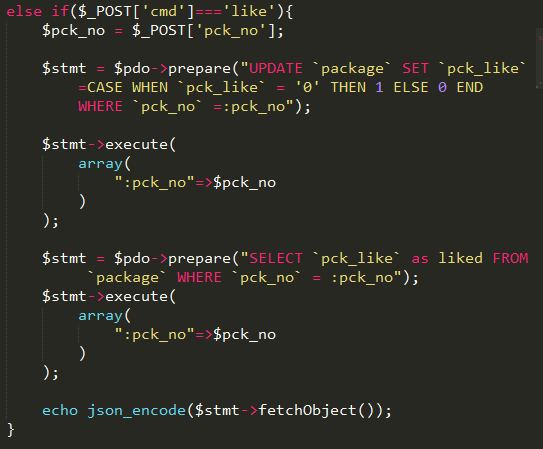 else if($_POST['cmd']==='like'){
$pck_no = $_POST['pck_no'];
$stmt = $pdo->prepare("UPDATE `package` SET `pck_like`
=CASE WHEN `pck_like` = '0' THEN 1 ELSE 0 END
WHERE `pck_no` =:pck_no");
$stmt->execute(
array(
":pck_no"=>$pck_no
)
);
$stmt = $pdo->prepare("SELECT `pck_like` as liked FROM
`package` WHERE `pck_no` = :pck_no");
$stmt->execute(
array(
":pck_no"=>$pck_no
)
);
echo json_encode($stmt->fetchObject());
}